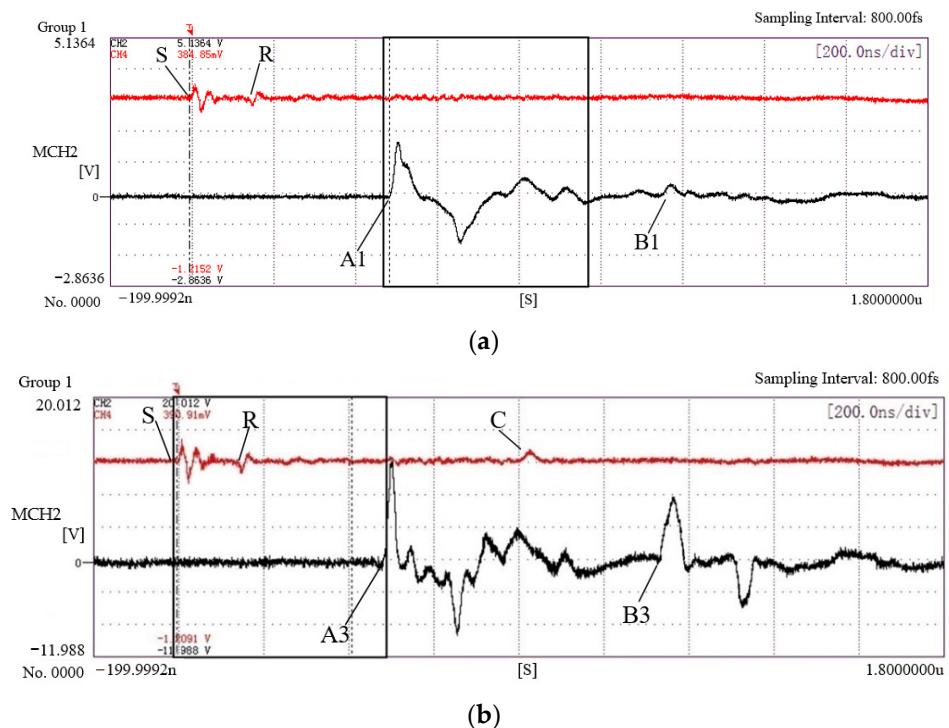 Group 1
Sampling Interval: 800.00fs
5.1364
CH2 5.1364 V
CH4 384.85mV
[200.0ns/div]
S
R
MCH2
[V]
0
A1
B1
-1.2152 V
-2.8636 V
−2.8636
No. 0000
−199.9992n
[S]
1.8000000u
(a)
Group 1
Sampling Interval: 800.00fs
20.012
CH2 20.012 V
CH4 390.91mV
[200.0ns/div]
S
R
C
MCH2
[V]
0
A3
B3
-1.2091 V
-11.988 V
−11.988
No. 0000
−199.9992n
[S]
1.8000000u
(b)